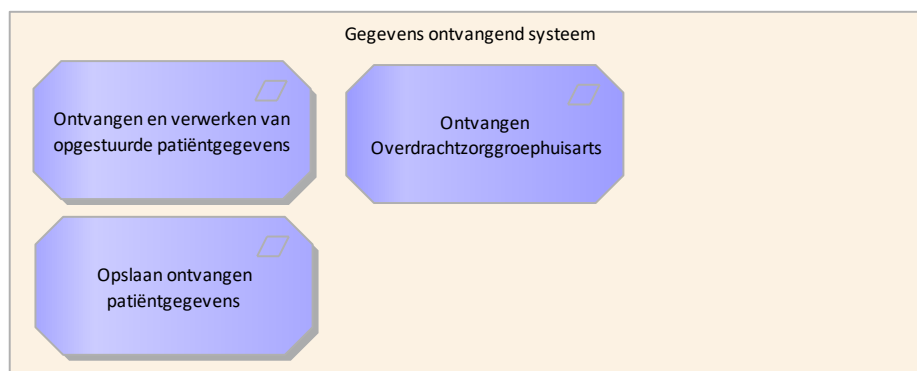 Gegevens ontvangend systeem
Ontvangen en verwerken van
opgestuurde patiëntgegevens
Ontvangen
Overdrachtzorggroephuisarts
Opslaan ontvangen
patiëntgegevens